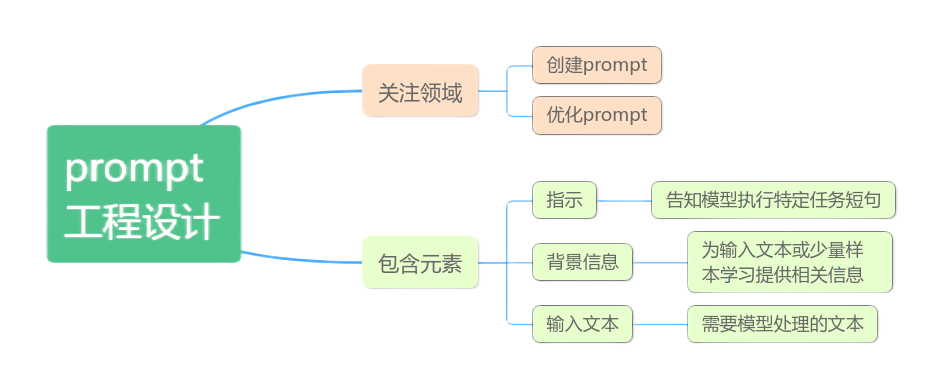 prompt
工程设计
关注领域
创建prompt
优化prompt
包含元素
指示
告知模型执行特定任务短句
背景信息
为输入文本或少量样
本学习提供相关信息
输入文本
需要模型处理的文本